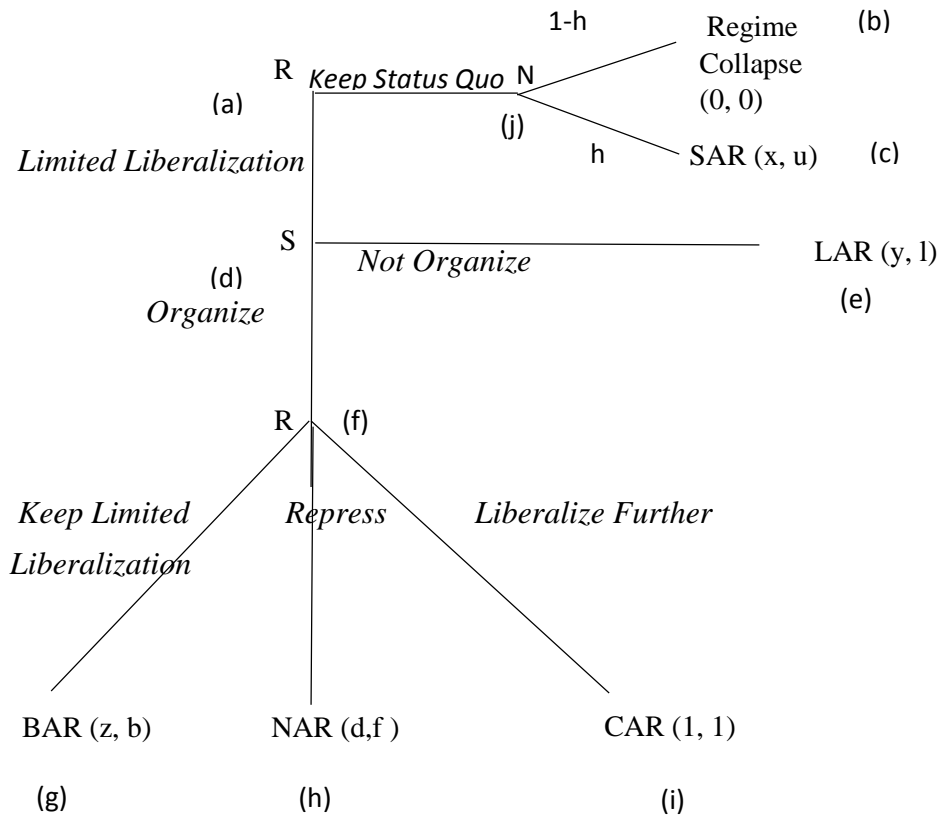 1-h
Regime
(b)
R
Keep Status Quo
N
Collapse
(a)
(0, 0)
(j)
Limited Liberalization
h
SAR (x, u)
(c)
S
Not Organize
LAR (y, l)
(d)
Organize
(e)
R
(f)
Keep Limited
Repress
Liberalize Further
Liberalization
BAR (z, b)
NAR (d,f )
CAR (1, 1)
(g)
(h)
(i)